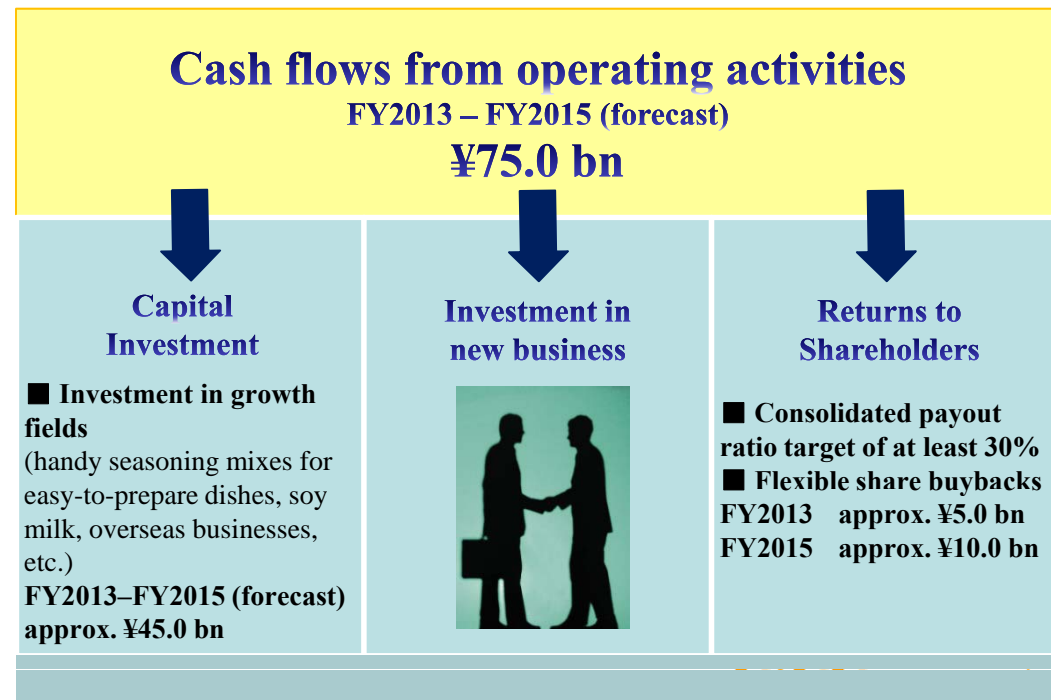 Cash flows from operating activities
FY2013 – FY2015 (forecast)
¥75.0 bn
Capital
Investment
■ Investment in growth
fields
(handy seasoning mixes for
easy-to-prepare dishes, soy
milk, overseas businesses,
etc.)
FY2013–FY2015 (forecast)
approx. ¥45.0 bn
Investment in
new business
Returns to
Shareholders
■ Consolidated payout
ratio target of at least 30%
■ Flexible share buybacks
FY2013 approx. ¥5.0 bn
FY2015 approx. ¥10.0 bn